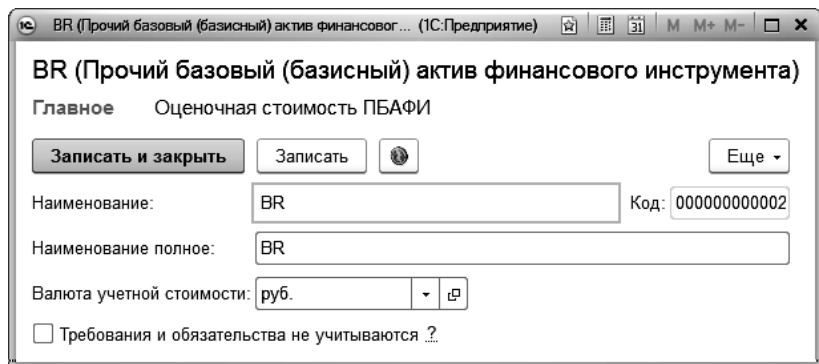 1С BR (Прочий базовый (базисный) актив финансовог... (1С:Предприятие) 31 M M+ M-
BR (Прочий базовый (базисный) актив финансового инструмента)
Главное Оценочная стоимость ПБАФИ
Записать и закрыть Записать Еще
Наименование: BR Код: 000000000002
Наименование полное: BR
Валюта учетной стоимости: руб.
Требования и обязательства не учитываются ?